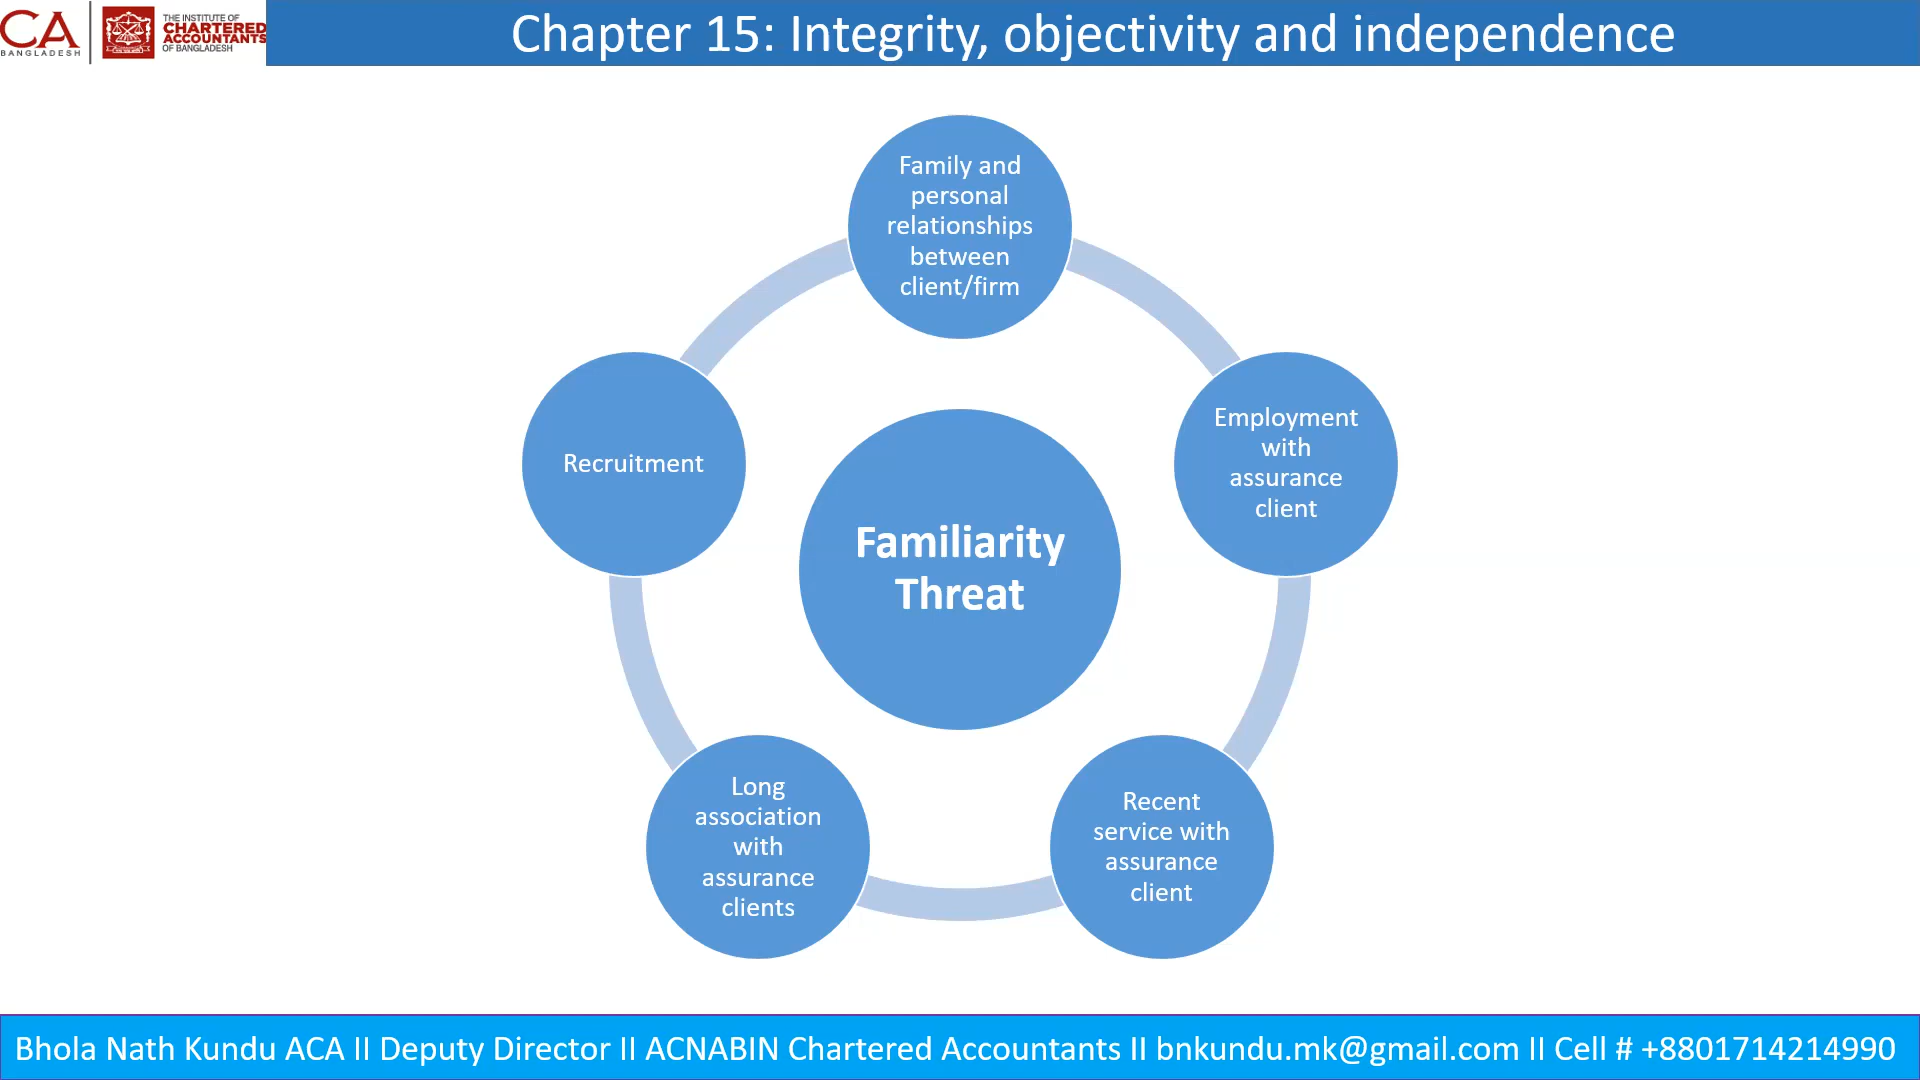 CA
BANGLADESH
THE INSTITUTE OF
CHARTERED
ACCOUNTANTS
OF BANGLADESH
Chapter 15: Integrity, objectivity and independence
Family and
personal
relationships
between
client/firm
Employment
with
assurance
client
Recent
service with
assurance
client
Long
association
with
assurance
clients
Recruitment
Familiarity
Threat
Bhola Nath Kundu ACA II Deputy Director II ACNABIN Chartered Accountants II bnkundu.mk@gmail.com II Cell # +8801714214990